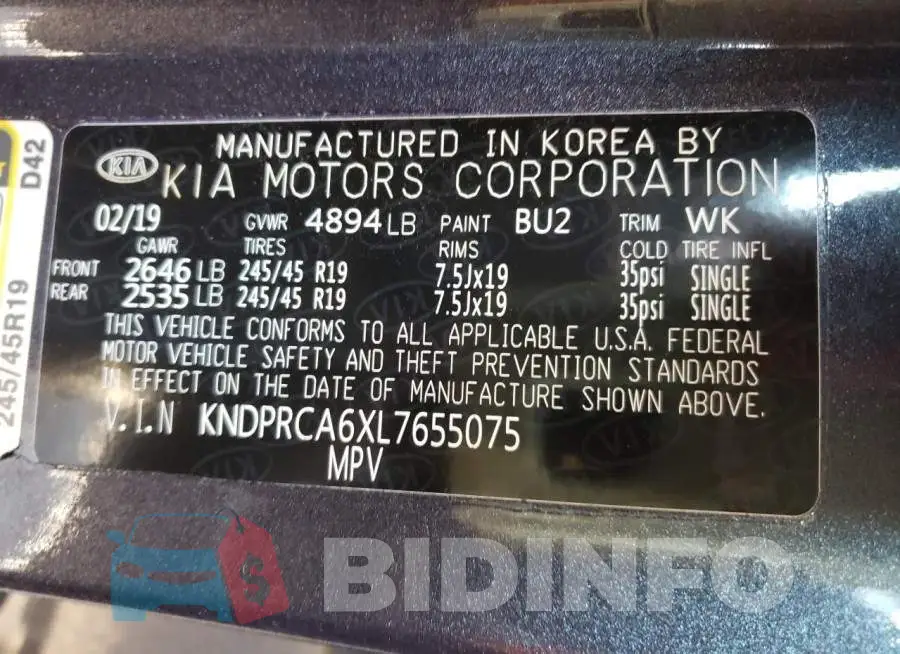 MANUFACTURED IN KOREA BY
KIA KIA MOTORS CORPORATION
02/19 GVWR 4894 LB PAINT BU2 TRIM WK
GAWR TIRES RIMS COLD TIRE INFL
FRONT 2646 LB 245/45 R19 7.5Jx19 35psi SINGLE
REAR 2535 LB 245/45 R19 7.5Jx19 35psi SINGLE
THIS VEHICLE CONFORMS TO ALL APPLICABLE U.S.A. FEDERAL
MOTOR VEHICLE SAFETY AND THEFT PREVENTION STANDARDS
IN EFFECT ON THE DATE OF MANUFACTURE SHOWN ABOVE.
V.I.N KNDPRCA6XL7655075
MPV
D42
245/45R19
BIDINFO